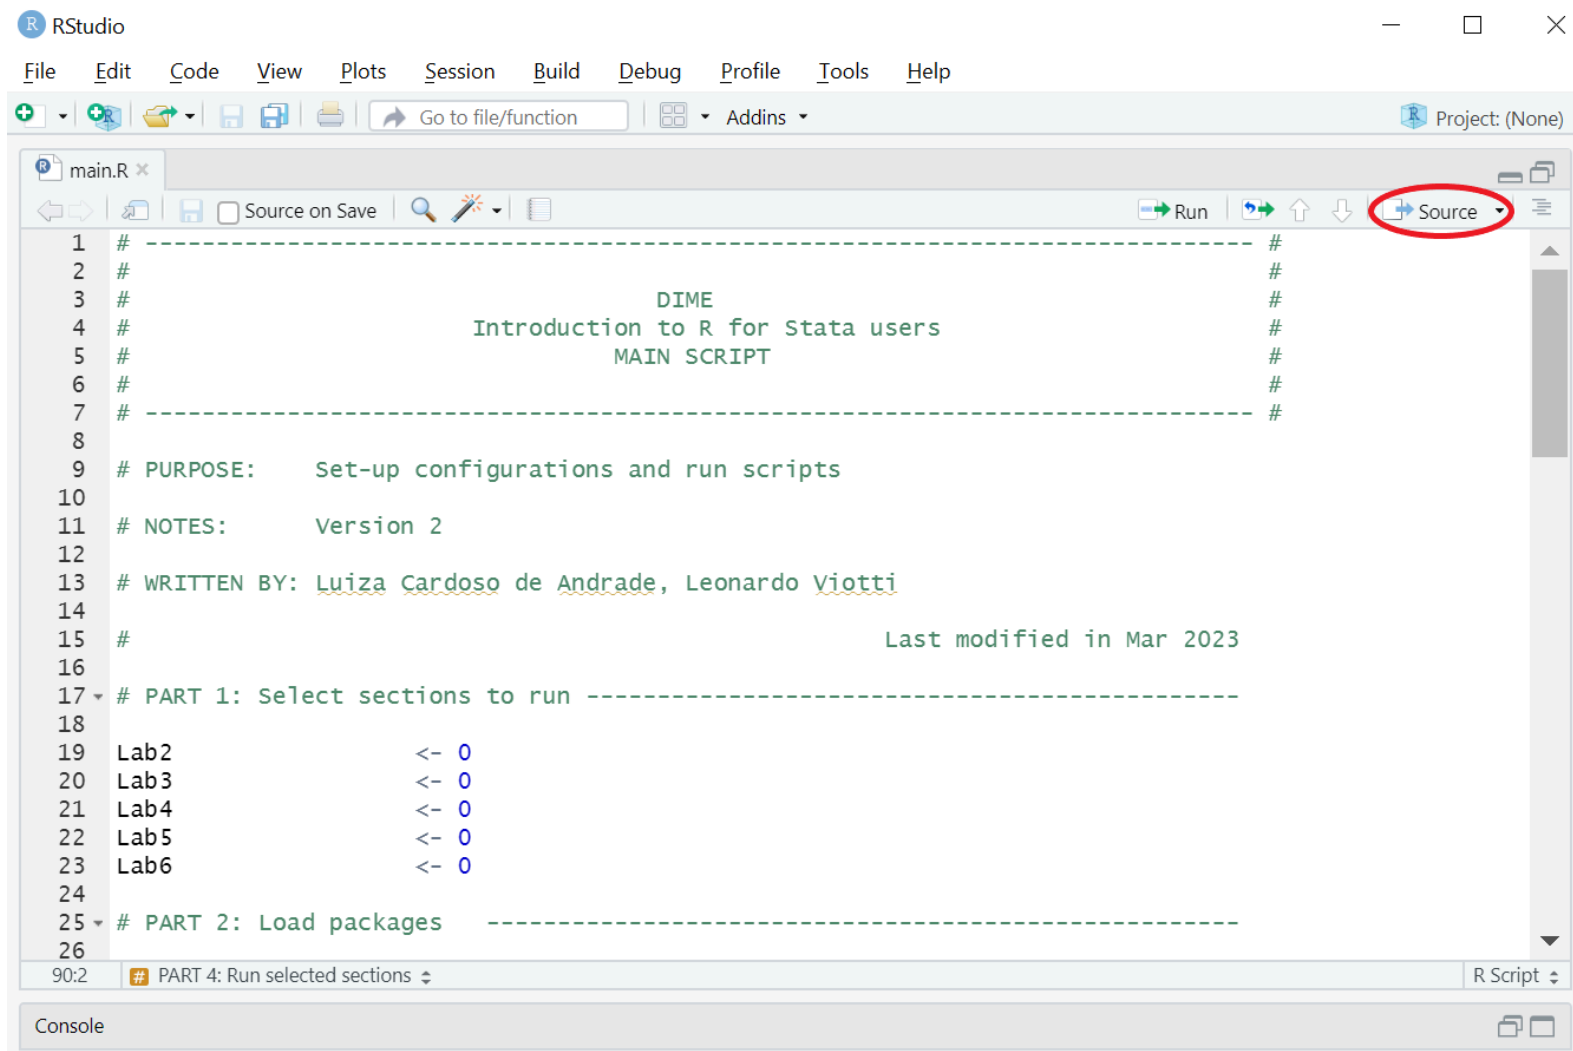 RStudio
File Edit Code View Plots Session Build Debug Profile Tools Help
Go to file/function Addins Project: (None)
main.R
Source on Save Run Source
1 # ------------------------------------------------------------------------------ #
2 # #
3 # DIME #
4 # Introduction to R for Stata users #
5 # MAIN SCRIPT #
6 # #
7 # ------------------------------------------------------------------------------ #
8
9 # PURPOSE: Set-up configurations and run scripts
10
11 # NOTES: Version 2
12
13 # WRITTEN BY: Luiza Cardoso de Andrade, Leonardo Viotti
14
15 # Last modified in Mar 2023
16
17 # PART 1: Select sections to run ----------------------------------------------
18
19 Lab2 <- 0
20 Lab3 <- 0
21 Lab4 <- 0
22 Lab5 <- 0
23 Lab6 <- 0
24
25 # PART 2: Load packages -----------------------------------------------------
26
90:2 # PART 4: Run selected sections R Script
Console